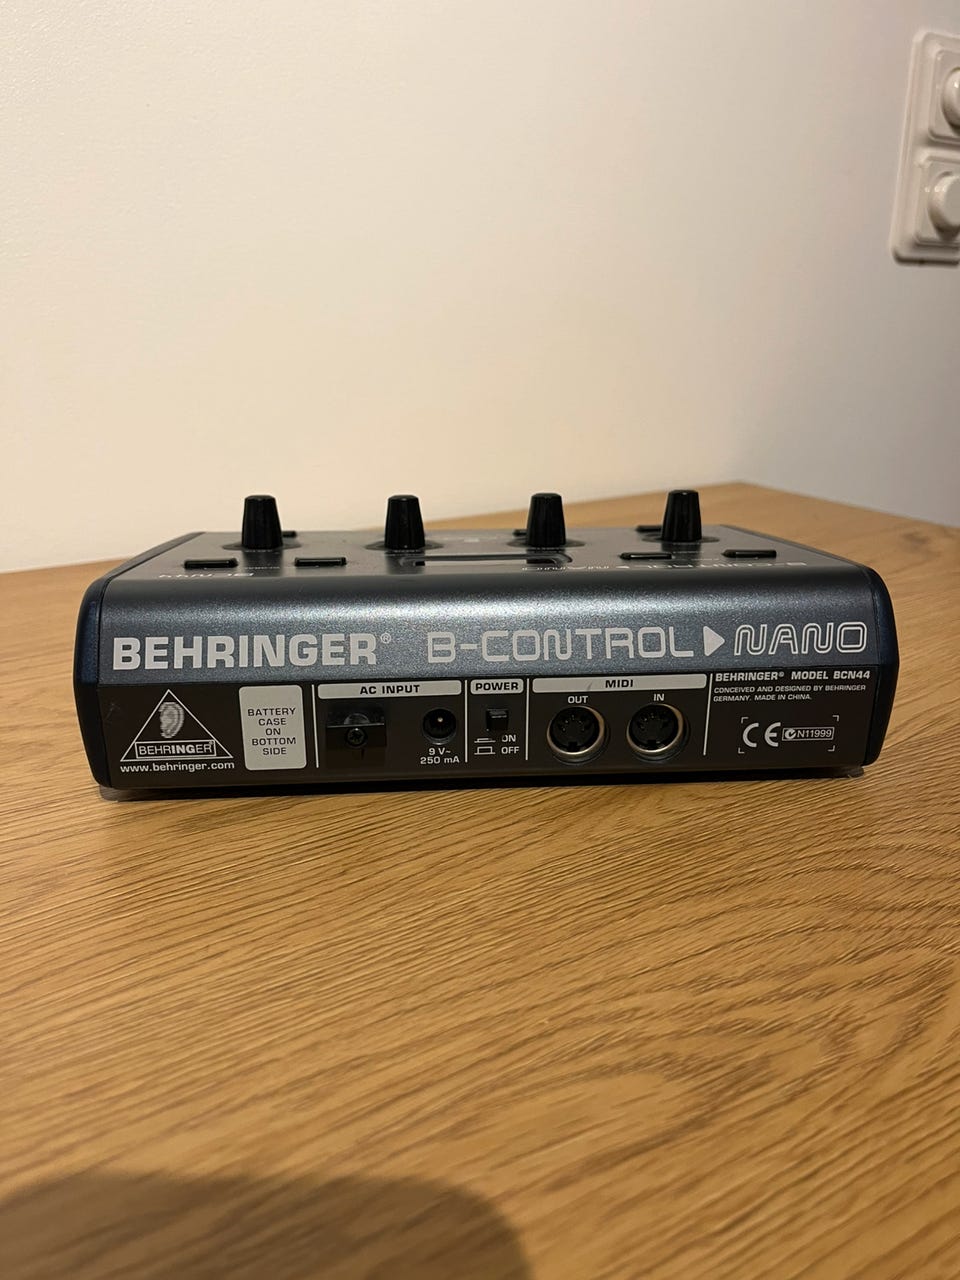 BEHRINGER® B-CONTROL NANO
BEHRINGER
www.behringer.com
BATTERY
CASE
ON
BOTTOM
SIDE
AC INPUT
9 V~
250 mA
POWER
ON
OFF
MIDI
OUT
IN
BEHRINGER® MODEL BCN44
CONCEIVED AND DESIGNED BY BEHRINGER
GERMANY. MADE IN CHINA.
CE N11999